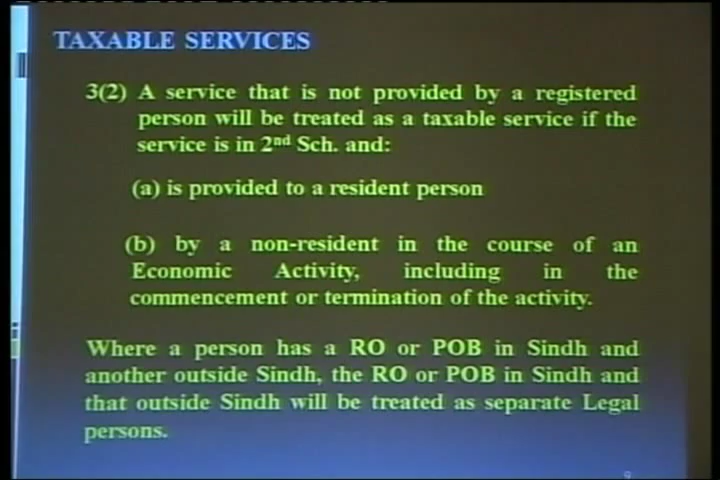 TAXABLE SERVICES
3(2) A service that is not provided by a registered
person will be treated as a taxable service if the
service is in 2nd Sch. and:
(a) is provided to a resident person
(b) by a non-resident in the course of an
Economic Activity, including in the
commencement or termination of the activity.
Where a person has a RO or POB in Sindh and
another outside Sindh, the RO or POB in Sindh and
that outside Sindh will be treated as separate Legal
persons.
9